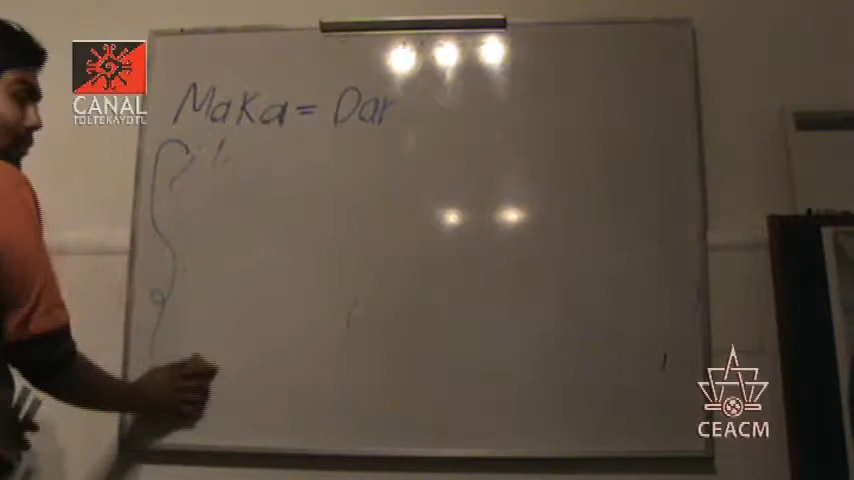 CANAL
TOLTEKAYOTL
Maka = Dar
CEACM